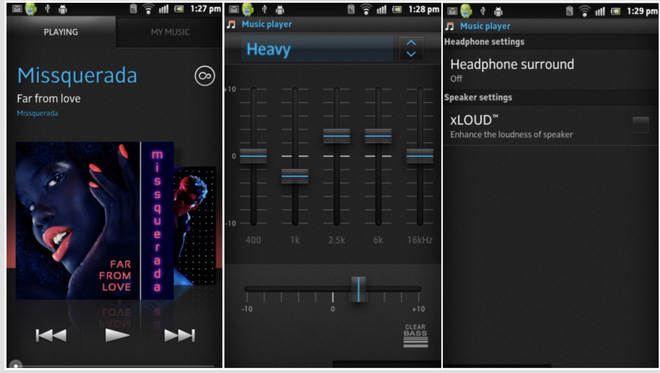 1:27 pm
PLAYING
MY MUSIC
Missquerada
Far from love
Missquerada
missquerada
FAR
FROM
LOVE
1:28 pm
Music player
Heavy
+10
0
-10
400
1k
2.5k
6k
16kHz
-10
0
+10
CLEAR
BASS
1:29 pm
Music player
Headphone settings
Headphone surround
Off
Speaker settings
xLOUD™
Enhance the loudness of speaker